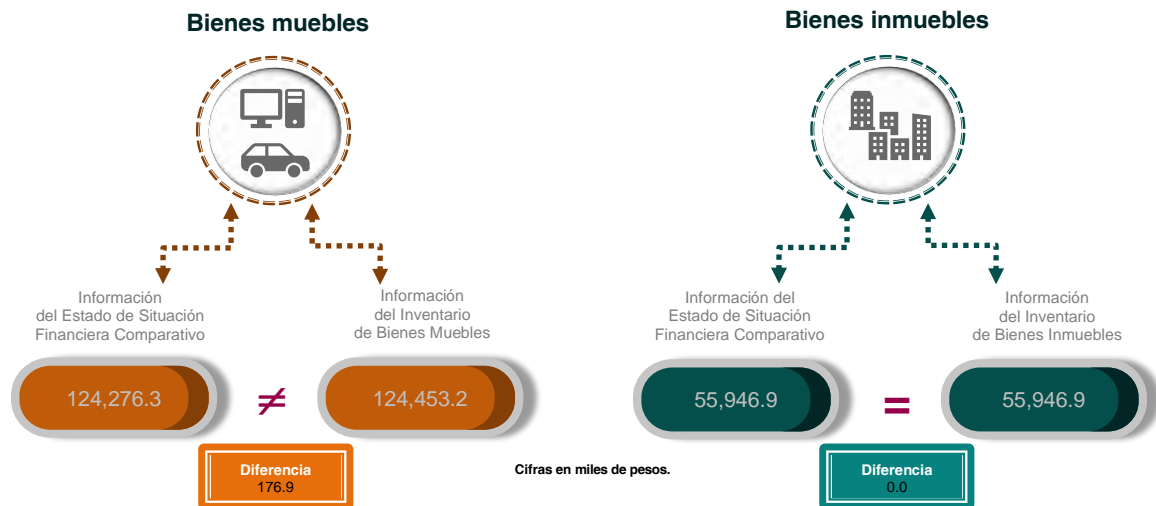 Bienes muebles
Información
del Estado de Situación
Financiera Comparativo
Información
del Inventario
de Bienes Muebles
124,276.3
≠
124,453.2
Diferencia
176.9
Cifras en miles de pesos.
Bienes inmuebles
Información del
Estado de Situación
Financiera Comparativo
Información
del Inventario
de Bienes Inmuebles
55,946.9
=
55,946.9
Diferencia
0.0